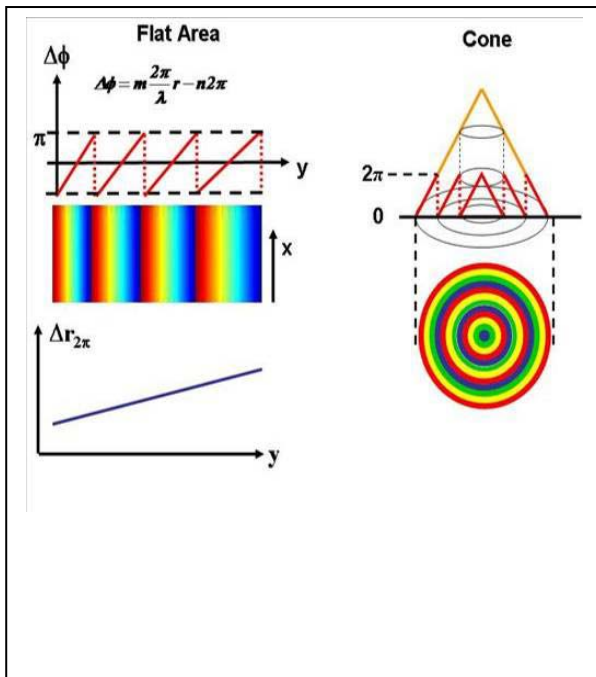 Flat Area
Δϕ
Δϕ = m 2π/λ r − n2π
π
y
x
Δr₂π
y
Cone
2π
0